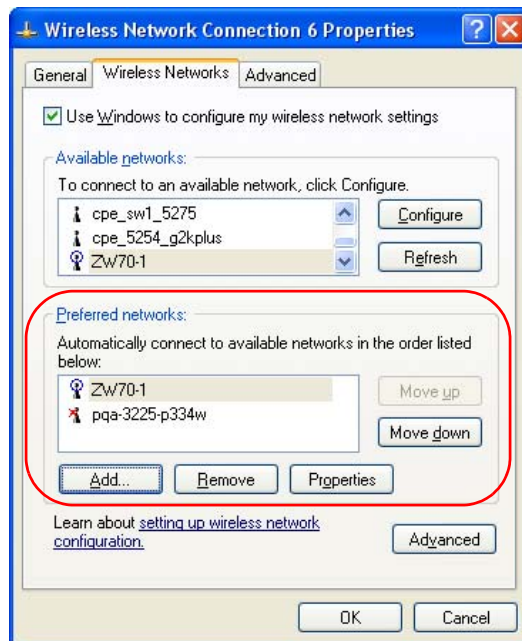 Wireless Network Connection 6 Properties
General Wireless Networks Advanced
Use Windows to configure my wireless network settings
Available networks:
To connect to an available network, click Configure.
cpe_sw1_5275
cpe_5254_g2kplus
ZW70-1
Configure
Refresh
Preferred networks:
Automatically connect to available networks in the order listed
below:
ZW70-1
pqa-3225-p334w
Move up
Move down
Add... Remove Properties
Learn about setting up wireless network
configuration.
Advanced
OK Cancel